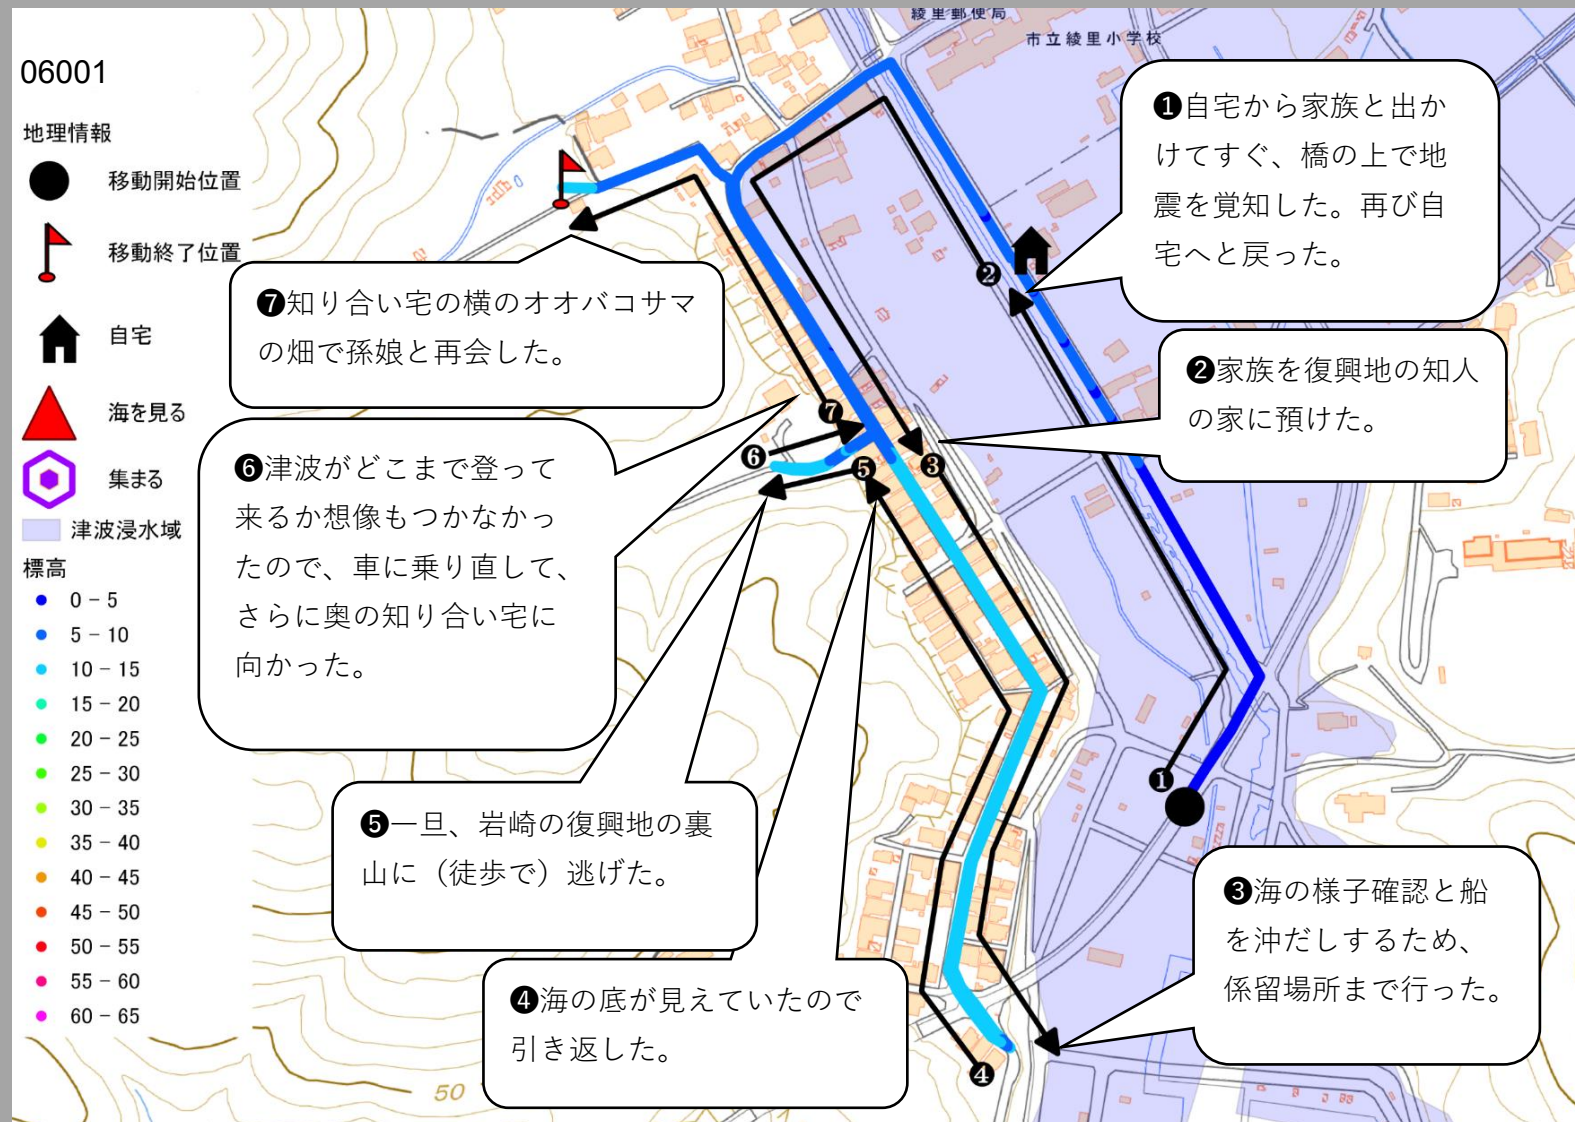 綾里郵便局
市立綾里小学校
06001
地理情報
移動開始位置
移動終了位置
自宅
海を見る
集まる
津波浸水域
標高
0 − 5
5 − 10
10 − 15
15 − 20
20 − 25
25 − 30
30 − 35
35 − 40
40 − 45
45 − 50
50 − 55
55 − 60
60 − 65
❶自宅から家族と出か
けてすぐ、橋の上で地
震を覚知した。再び自
宅へと戻った。
❷家族を復興地の知人
の家に預けた。
❸海の様子確認と船
を沖だしするため、
係留場所まで行った。
❹海の底が見えていたので
引き返した。
❺一旦、岩崎の復興地の裏
山に（徒歩で）逃げた。
❻津波がどこまで登って
来るか想像もつかなかっ
たので、車に乗り直して、
さらに奥の知り合い宅に
向かった。
❼知り合い宅の横のオオバコサマ
の畑で孫娘と再会した。
❶
❷
❸
❹
❺
❻
❼
50